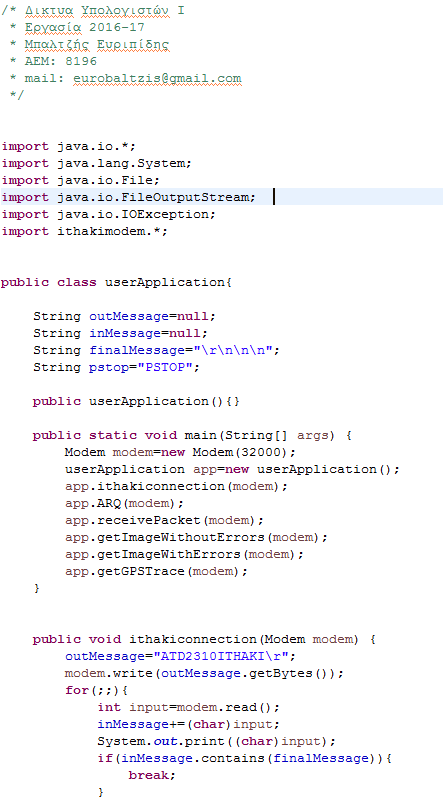 /* Δικτυα Υπολογιστών Ι
 * Εργασία 2016-17
 * Μπαλτζής Ευριπίδης
 * ΑΕΜ: 8196
 * mail: eurobaltzis@gmail.com
 */
import java.io.*;
import java.lang.System;
import java.io.File;
import java.io.FileOutputStream;
import java.io.IOException;
import ithakimodem.*;
public class userApplication{
    String outMessage=null;
    String inMessage=null;
    String finalMessage="\r\n\n\n";
    String pstop="PSTOP";
    public userApplication(){}
    public static void main(String[] args) {
        Modem modem=new Modem(32000);
        userApplication app=new userApplication();
        app.ithakiconnection(modem);
        app.ARQ(modem);
        app.receivePacket(modem);
        app.getImageWithoutErrors(modem);
        app.getImageWithErrors(modem);
        app.getGPSTrace(modem);
    }
    public void ithakiconnection(Modem modem) {
        outMessage="ATD2310ITHAKI\r";
        modem.write(outMessage.getBytes());
        for(;;){
            int input=modem.read();
            inMessage+=(char)input;
            System.out.print((char)input);
            if(inMessage.contains(finalMessage)){
                break;
            }